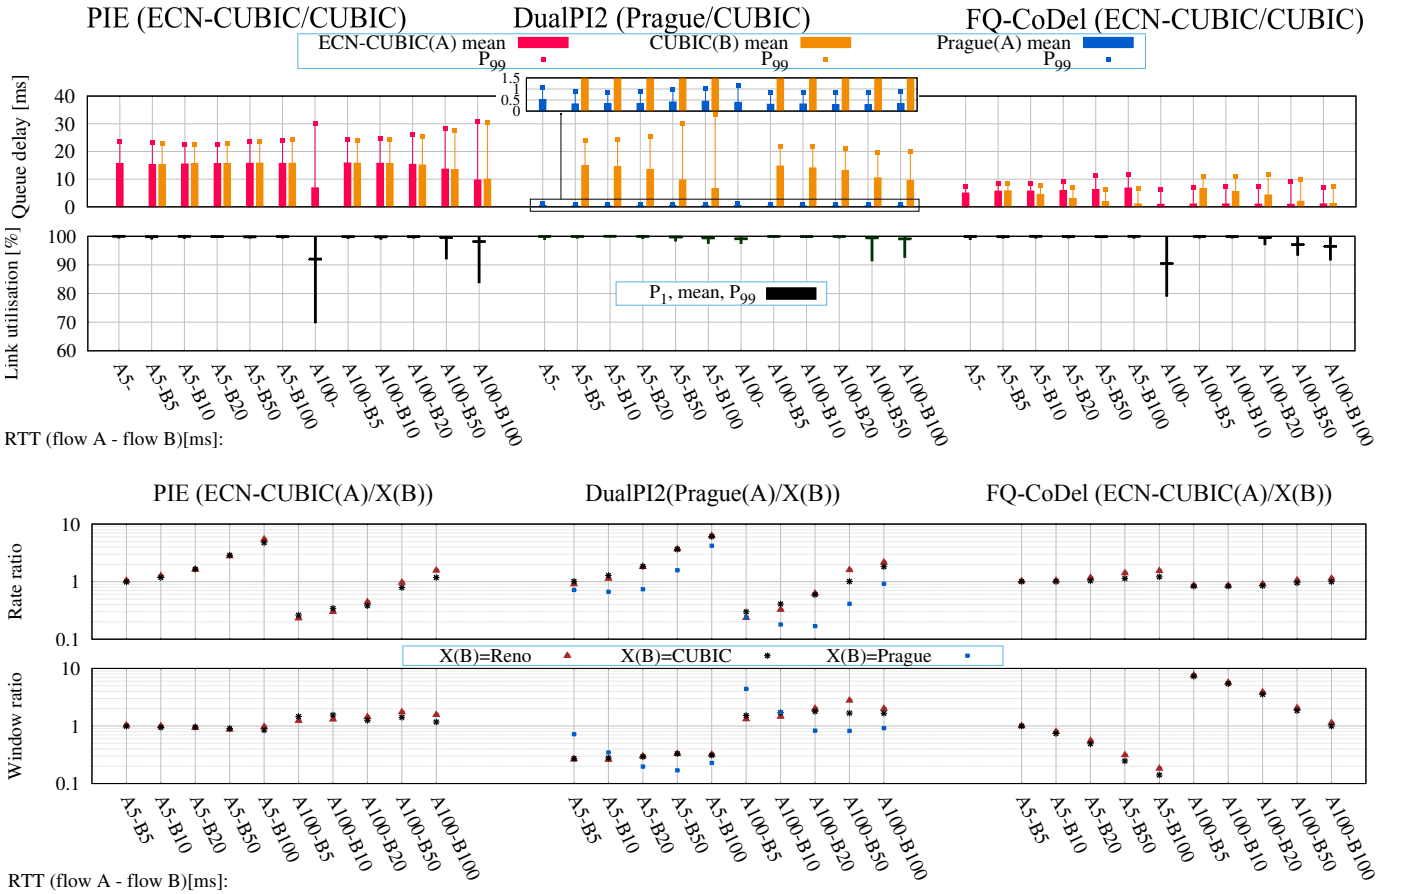 PIE (ECN-CUBIC/CUBIC)
DualPI2 (Prague/CUBIC)
FQ-CoDel (ECN-CUBIC/CUBIC)
ECN-CUBIC(A) mean
P99
CUBIC(B) mean
P99
Prague(A) mean
P99
Queue delay [ms]
40
30
20
10
0
1.5
0.5
0
Link utilisation [%]
100
90
80
70
60
P1, mean, P99
A5-
A5-B5
A5-B10
A5-B20
A5-B50
A5-B100
A100-
A100-B5
A100-B10
A100-B20
A100-B50
A100-B100
A5-
A5-B5
A5-B10
A5-B20
A5-B50
A5-B100
A100-
A100-B5
A100-B10
A100-B20
A100-B50
A100-B100
A5-
A5-B5
A5-B10
A5-B20
A5-B50
A5-B100
A100-
A100-B5
A100-B10
A100-B20
A100-B50
A100-B100
RTT (flow A - flow B)[ms]:
PIE (ECN-CUBIC(A)/X(B))
DualPI2(Prague(A)/X(B))
FQ-CoDel (ECN-CUBIC(A)/X(B))
Rate ratio
10
1
0.1
X(B)=Reno
X(B)=CUBIC
X(B)=Prague
Window ratio
10
1
0.1
A5-B5
A5-B10
A5-B20
A5-B50
A5-B100
A100-B5
A100-B10
A100-B20
A100-B50
A100-B100
A5-B5
A5-B10
A5-B20
A5-B50
A5-B100
A100-B5
A100-B10
A100-B20
A100-B50
A100-B100
A5-B5
A5-B10
A5-B20
A5-B50
A5-B100
A100-B5
A100-B10
A100-B20
A100-B50
A100-B100
RTT (flow A - flow B)[ms]: